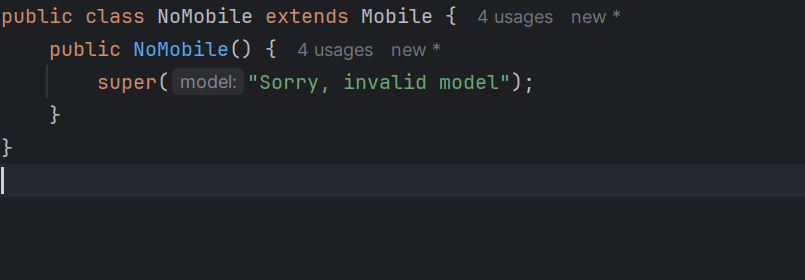 public class NoMobile extends Mobile { 4 usages new *
public NoMobile() { 4 usages new *
super( model: "Sorry, invalid model");
}
}